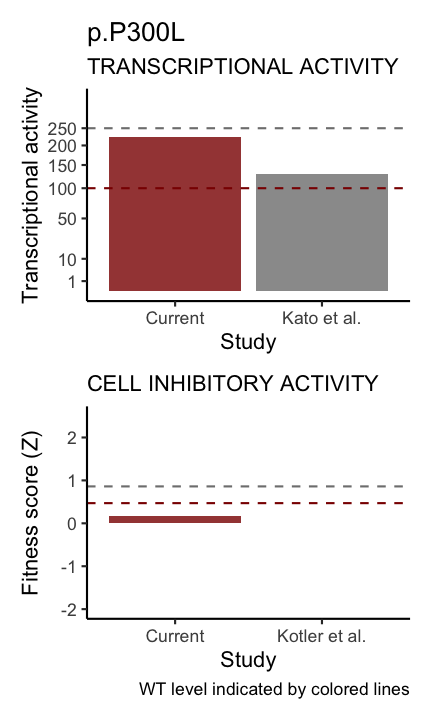 p.P300L
TRANSCRIPTIONAL ACTIVITY
Transcriptional activity
250
200
150
100
50
10
1
Current
Kato et al.
Study
CELL INHIBITORY ACTIVITY
Fitness score (Z)
2
1
0
-1
-2
Current
Kotler et al.
Study
WT level indicated by colored lines